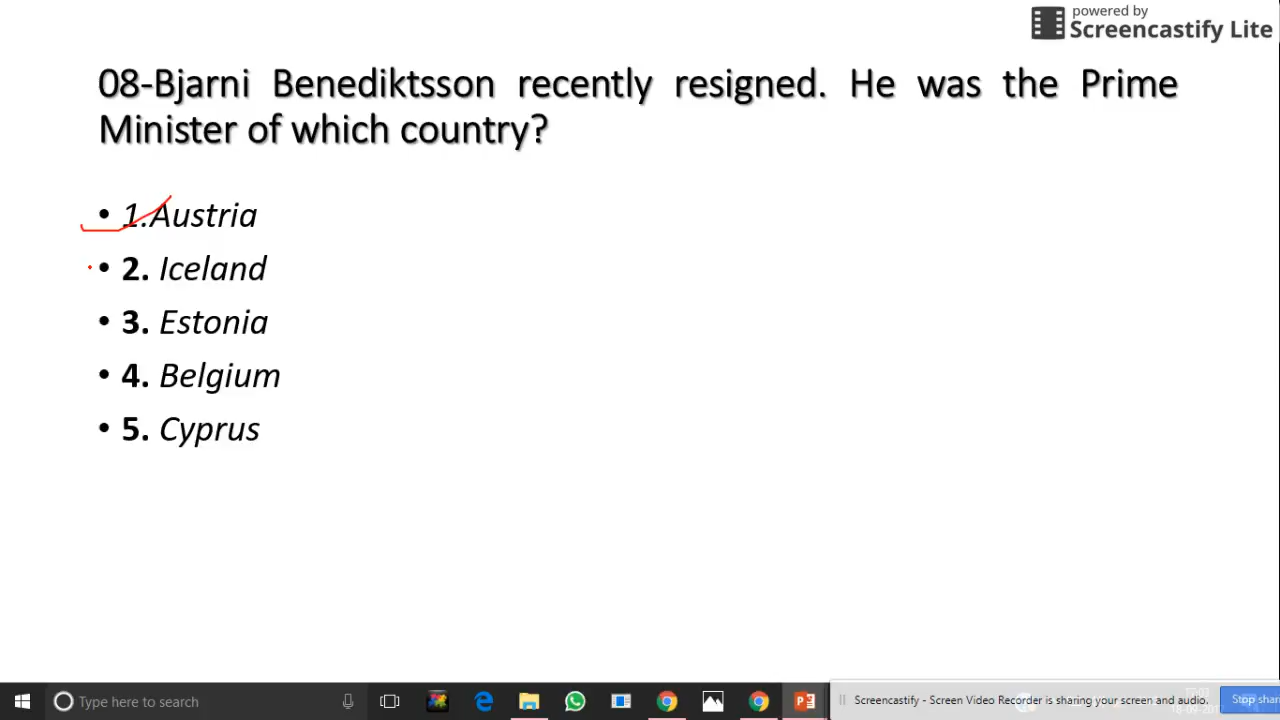 powered by
Screencastify Lite
08-Bjarni Benediktsson recently resigned. He was the Prime
Minister of which country?
• 1.Austria
• 2. Iceland
• 3. Estonia
• 4. Belgium
• 5. Cyprus
Type here to search
Screencastify - Screen Video Recorder is sharing your screen and audio.
Stop shar